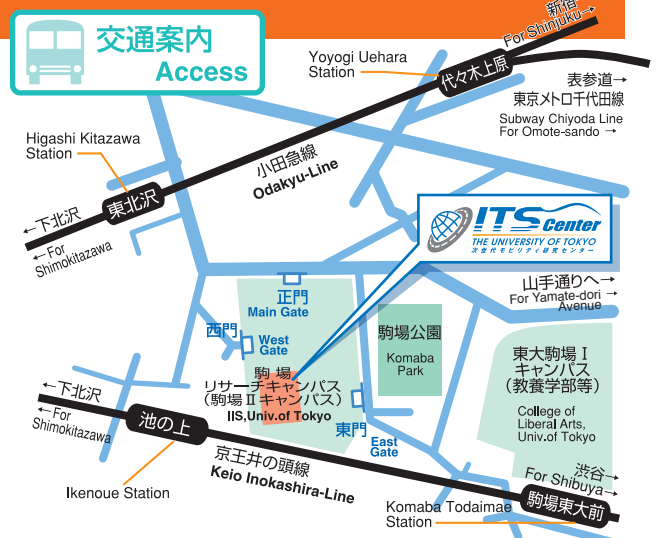 交通案内
Access
新宿
For Shinjuku→
Yoyogi Uehara
Station
代々木上原
表参道→
東京メトロ千代田線
Subway Chiyoda Line
For Omote-sando →
Higashi Kitazawa
Station
小田急線
Odakyu-Line
東北沢
←下北沢
←For
Shimokitazawa
ITS Center
THE UNIVERSITY OF TOKYO
次世代モビリティ研究センター
正門
Main Gate
山手通りへ→
For Yamate-dori →
Avenue
西門
West
Gate
駒場公園
Komaba
Park
駒場
リサーチキャンパス
(駒場Ⅱキャンパス)
IIS,Univ.of Tokyo
東大駒場Ⅰ
キャンパス
(教養学部等)
College of
Liberal Arts,
Univ.of Tokyo
←下北沢
←For
Shimokitazawa
池の上
東門
East
Gate
京王井の頭線
Keio Inokashira-Line
渋谷→
For Shibuya→
Ikenoue Station
Komaba Todaimae
Station
駒場東大前